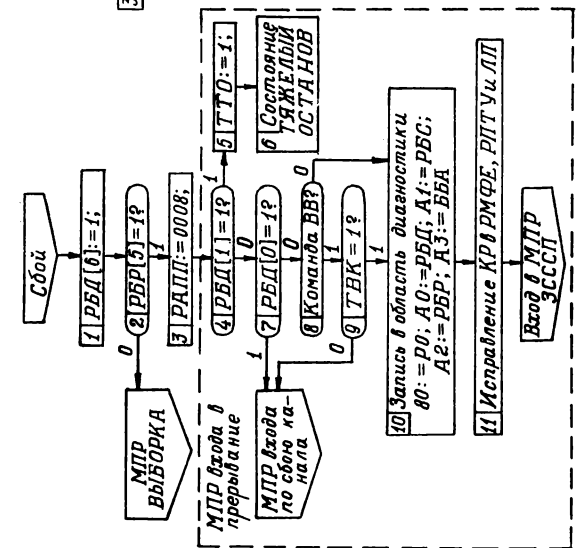 Сбой
1 РБД[6]:=1;
2 РБР[5]=1?
0
1
МПР
ВЫБОРКА
3 РАПП:=0008;
МПР входа в
прерывание
4 РБД[1]=1?
1
0
5 ТТО:=1;
6 Состояние
ТЯЖЕЛЫЙ
ОСТАНОВ
7 РБД[0]=1?
1
0
МПР входа
по сбою ка-
нала
8 Команда ВВ?
0
1
9 ТВК=1?
0
1
10 Запись в область диагностики
80:=Р0; А0:=РБД; А1:=РБС;
А2:=РБР; А3:=ББА
11 Исправление КР в РМФЕ, РПТУ и ЛП
Вход в МПР
ЗСССП